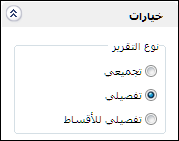 خيارات
نوع التقرير
تجميعي
تفصيلي
تفصيلي للأقساط